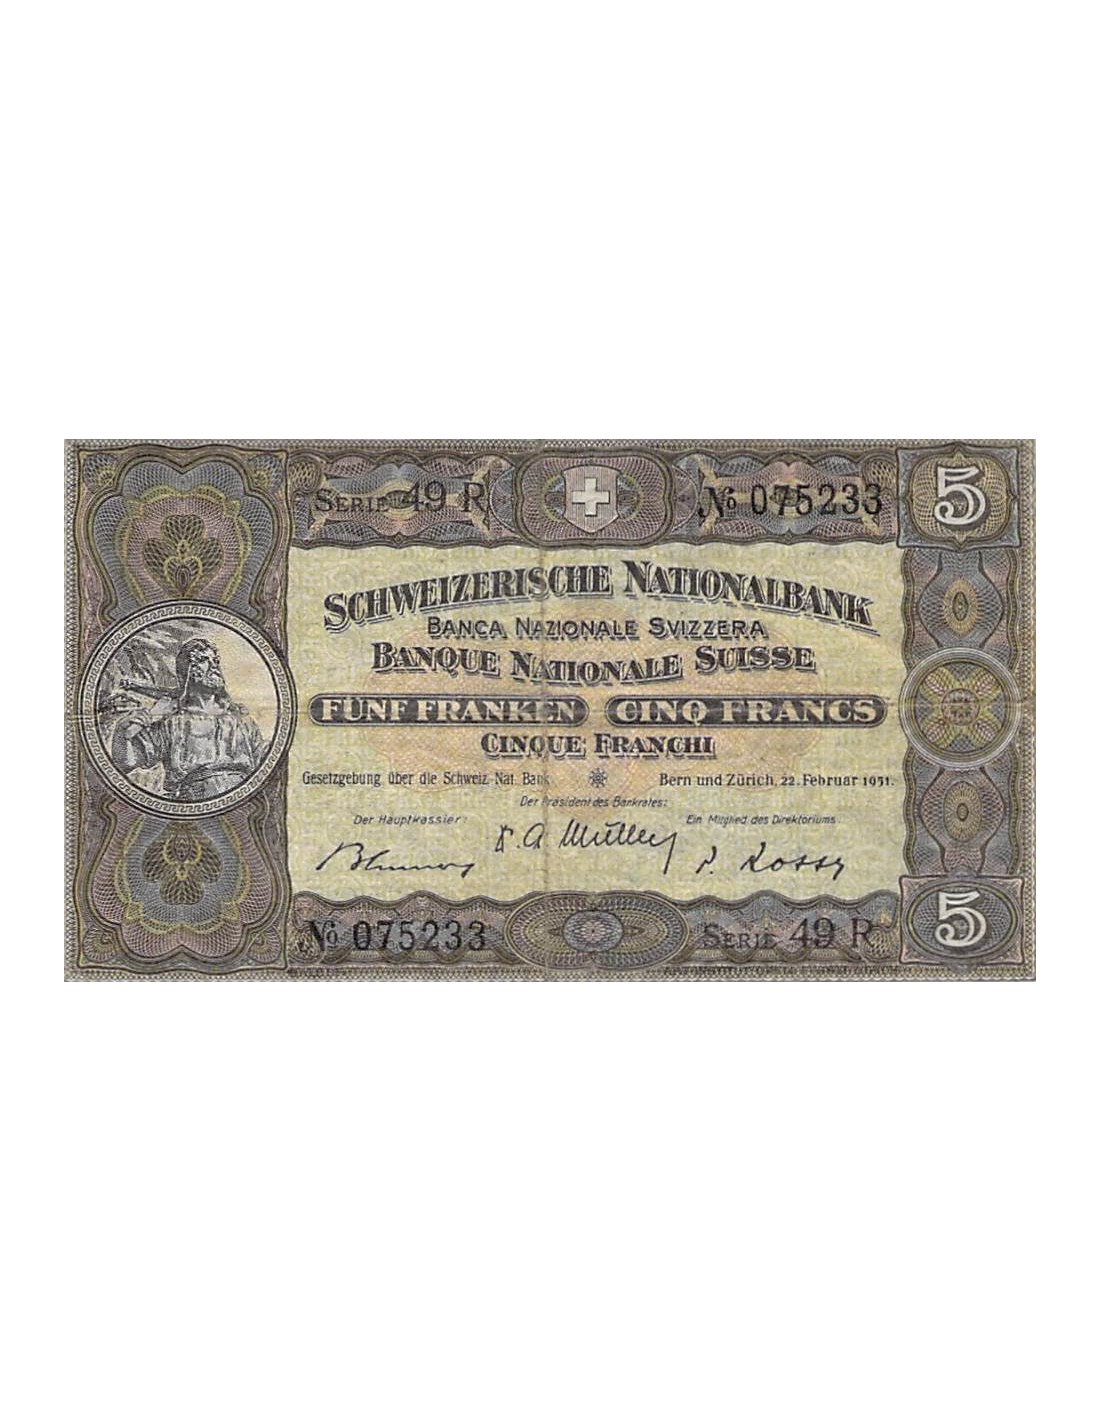 SERIE 49 R
No 075233
5
SCHWEIZERISCHE NATIONALBANK
BANCA NAZIONALE SVIZZERA
BANQUE NATIONALE SUISSE
FÜNF FRANKEN CINQ FRANCS
CINQUE FRANCHI
Gesetzgebung über die Schweiz. Nat. Bank Bern und Zürich, 22. Februar 1951.
Der Präsident des Bankrates:
Der Hauptkassier: Ein Mitglied des Direktoriums
Müller
P. Rossy
No 075233
SERIE 49 R
5